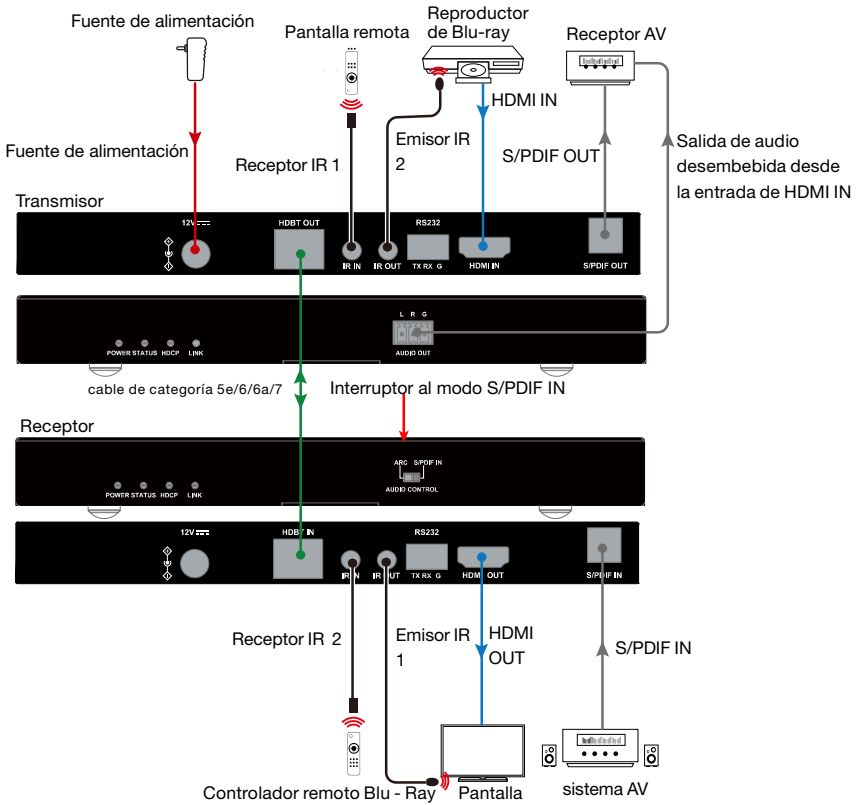 Fuente de alimentación
Pantalla remota
Reproductor
de Blu-ray
Receptor AV
HDMI IN
Fuente de alimentación
Receptor IR 1
Emisor IR
2
S/PDIF OUT
Salida de audio
desembebida desde
la entrada de HDMI IN
Transmisor
12V
HDBT OUT
RS232
IR IN
IR OUT
TX RX G
HDMI IN
S/PDIF OUT
L R G
POWER STATUS HDCP LINK
AUDIO OUT
cable de categoría 5e/6/6a/7
Interruptor al modo S/PDIF IN
Receptor
ARC S/PDIF IN
POWER STATUS HDCP LINK
AUDIO CONTROL
12V
HDBT IN
RS232
IR IN
IR OUT
TX RX G
HDMI OUT
S/PDIF IN
Receptor IR 2
Emisor IR
1
HDMI
OUT
S/PDIF IN
Controlador remoto Blu - Ray
Pantalla
sistema AV